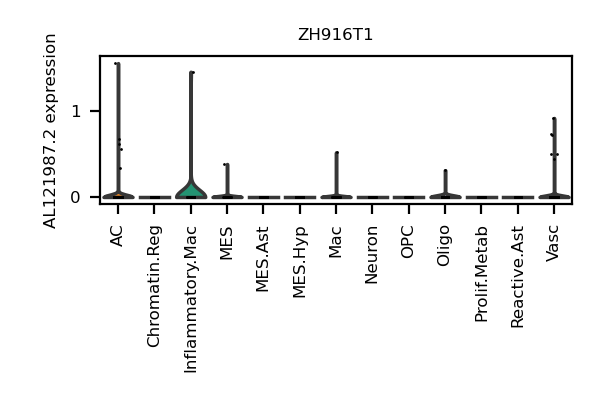 ZH916T1
AL121987.2 expression
1
0
AC
Chromatin.Reg
Inflammatory.Mac
MES
MES.Ast
MES.Hyp
Mac
Neuron
OPC
Oligo
Prolif.Metab
Reactive.Ast
Vasc